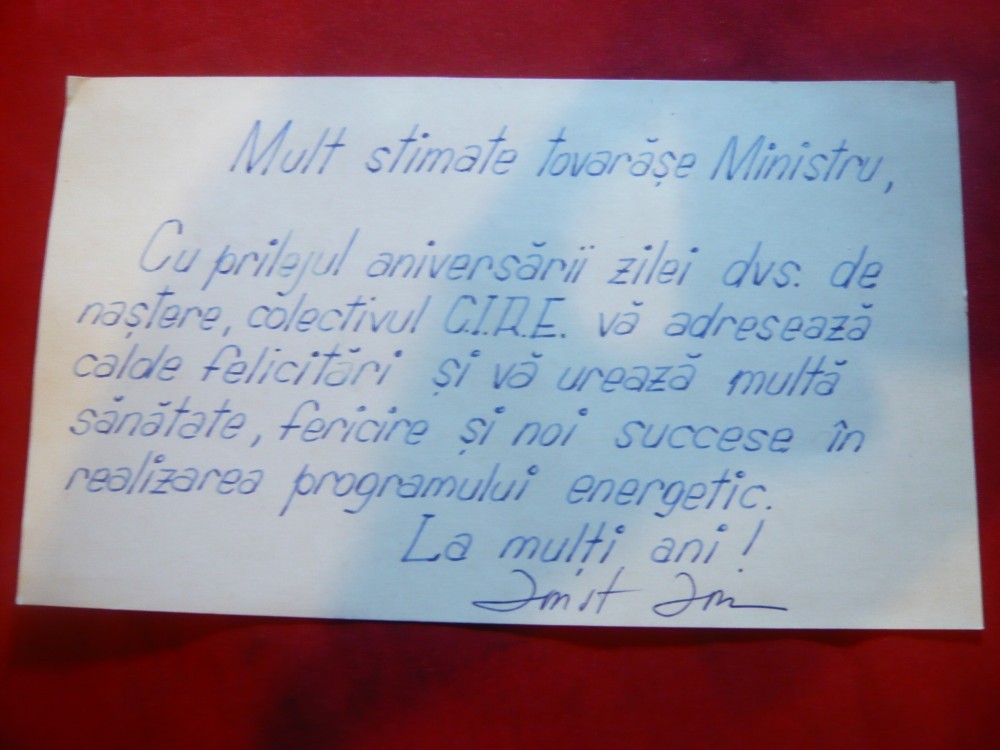 Mult stimate tovarășe Ministru,
Cu prilejul aniversării zilei dvs. de
naștere, colectivul C.I.R.E. vă adresează
calde felicitări și vă urează multă
sănătate, fericire și noi succese în
realizarea programului energetic.
La mulți ani!